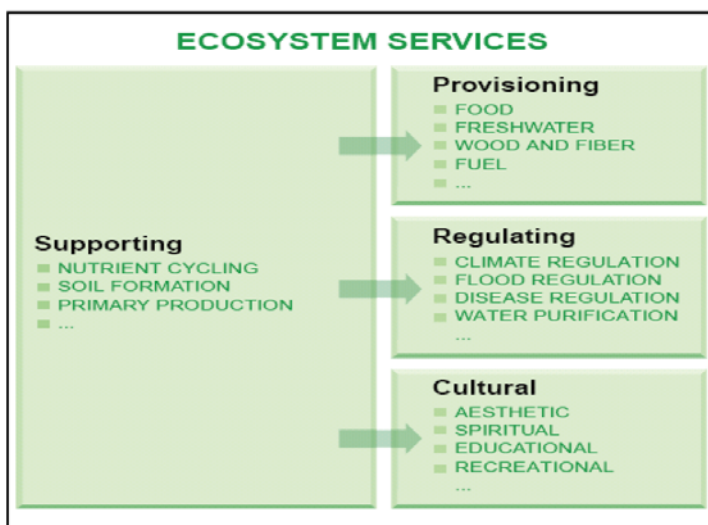 ECOSYSTEM SERVICES
Supporting
NUTRIENT CYCLING
SOIL FORMATION
PRIMARY PRODUCTION
...
Provisioning
FOOD
FRESHWATER
WOOD AND FIBER
FUEL
...
Regulating
CLIMATE REGULATION
FLOOD REGULATION
DISEASE REGULATION
WATER PURIFICATION
...
Cultural
AESTHETIC
SPIRITUAL
EDUCATIONAL
RECREATIONAL
...